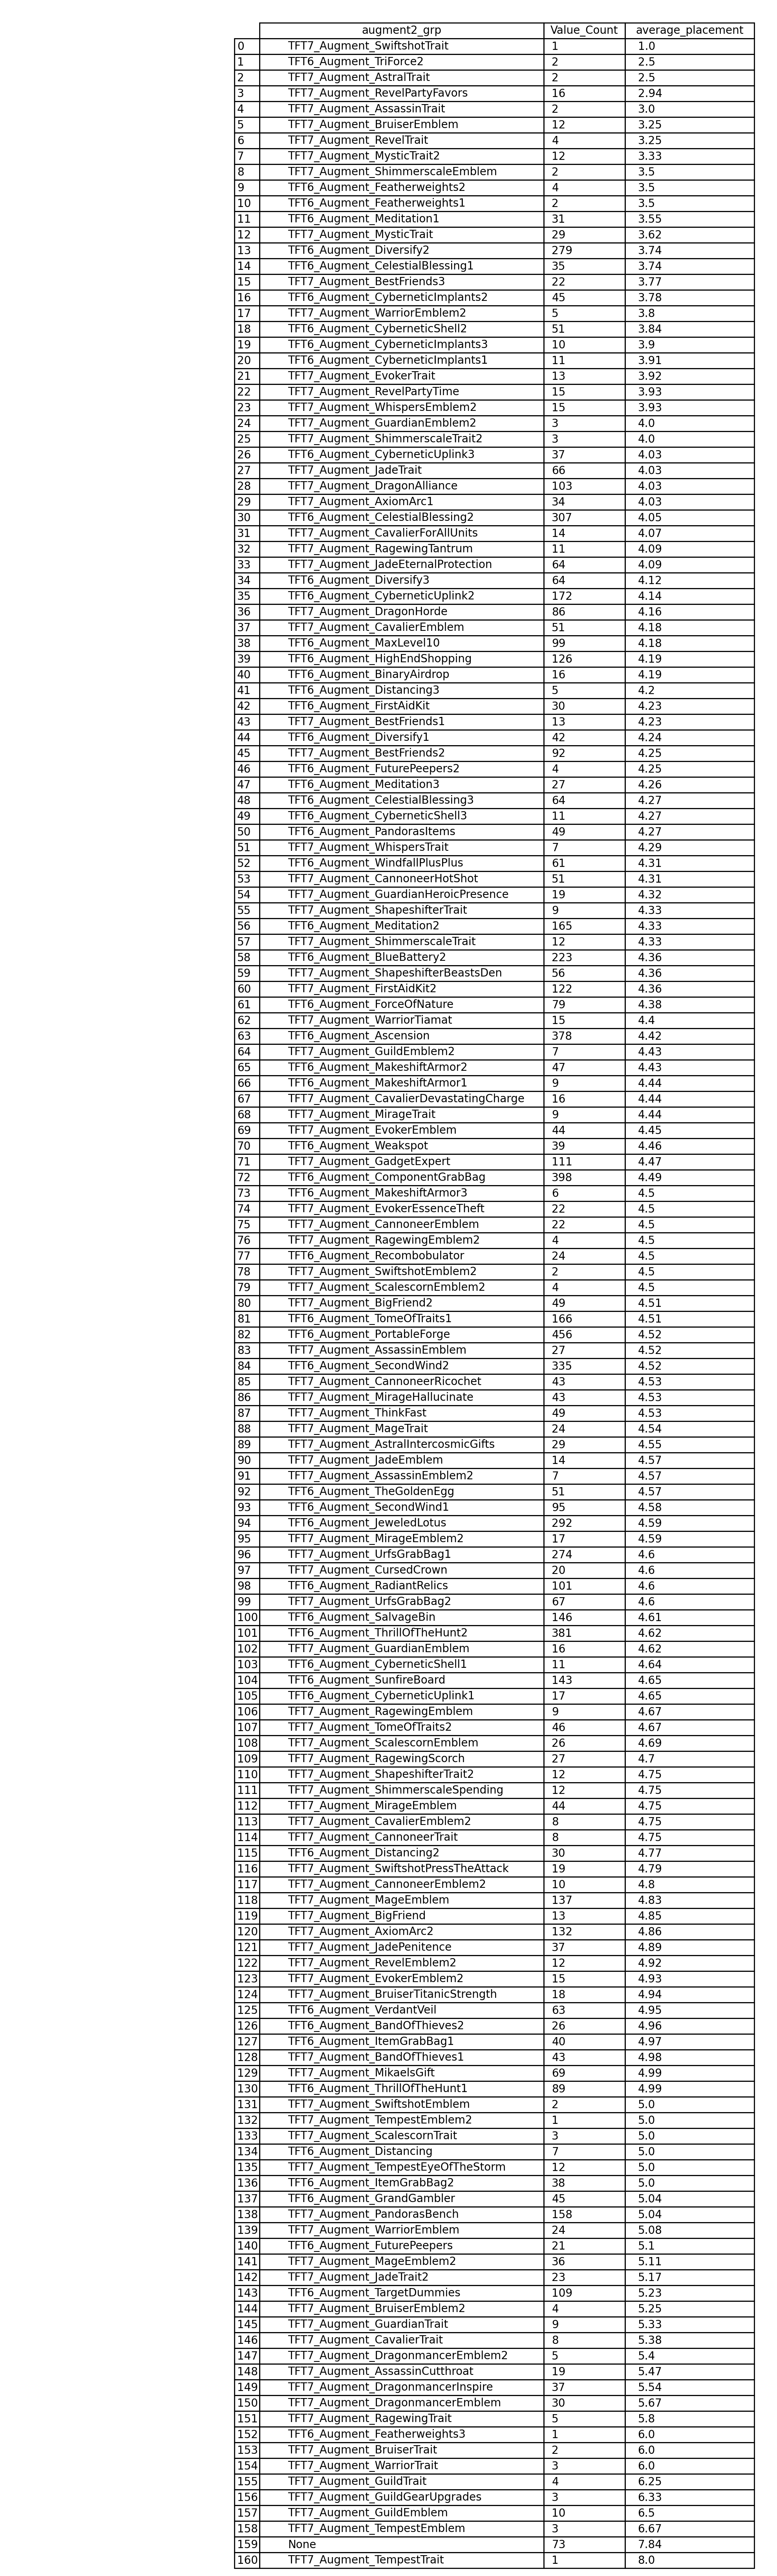 augment2_grp Value_Count average_placement
0 TFT7_Augment_SwiftshotTrait 1 1.0
1 TFT6_Augment_TriForce2 2 2.5
2 TFT7_Augment_AstralTrait 2 2.5
3 TFT7_Augment_RevelPartyFavors 16 2.94
4 TFT7_Augment_AssassinTrait 2 3.0
5 TFT7_Augment_BruiserEmblem 12 3.25
6 TFT7_Augment_RevelTrait 4 3.25
7 TFT7_Augment_MysticTrait2 12 3.33
8 TFT7_Augment_ShimmerscaleEmblem 2 3.5
9 TFT6_Augment_Featherweights2 4 3.5
10 TFT6_Augment_Featherweights1 2 3.5
11 TFT6_Augment_Meditation1 31 3.55
12 TFT7_Augment_MysticTrait 29 3.62
13 TFT6_Augment_Diversify2 279 3.74
14 TFT6_Augment_CelestialBlessing1 35 3.74
15 TFT7_Augment_BestFriends3 22 3.77
16 TFT6_Augment_CyberneticImplants2 45 3.78
17 TFT7_Augment_WarriorEmblem2 5 3.8
18 TFT6_Augment_CyberneticShell2 51 3.84
19 TFT6_Augment_CyberneticImplants3 10 3.9
20 TFT6_Augment_CyberneticImplants1 11 3.91
21 TFT7_Augment_EvokerTrait 13 3.92
22 TFT7_Augment_RevelPartyTime 15 3.93
23 TFT7_Augment_WhispersEmblem2 15 3.93
24 TFT7_Augment_GuardianEmblem2 3 4.0
25 TFT7_Augment_ShimmerscaleTrait2 3 4.0
26 TFT6_Augment_CyberneticUplink3 37 4.03
27 TFT7_Augment_JadeTrait 66 4.03
28 TFT7_Augment_DragonAlliance 103 4.03
29 TFT7_Augment_AxiomArc1 34 4.03
30 TFT6_Augment_CelestialBlessing2 307 4.05
31 TFT7_Augment_CavalierForAllUnits 14 4.07
32 TFT7_Augment_RagewingTantrum 11 4.09
33 TFT7_Augment_JadeEternalProtection 64 4.09
34 TFT6_Augment_Diversify3 64 4.12
35 TFT6_Augment_CyberneticUplink2 172 4.14
36 TFT7_Augment_DragonHorde 86 4.16
37 TFT7_Augment_CavalierEmblem 51 4.18
38 TFT6_Augment_MaxLevel10 99 4.18
39 TFT6_Augment_HighEndShopping 126 4.19
40 TFT6_Augment_BinaryAirdrop 16 4.19
41 TFT6_Augment_Distancing3 5 4.2
42 TFT6_Augment_FirstAidKit 30 4.23
43 TFT7_Augment_BestFriends1 13 4.23
44 TFT6_Augment_Diversify1 42 4.24
45 TFT7_Augment_BestFriends2 92 4.25
46 TFT6_Augment_FuturePeepers2 4 4.25
47 TFT6_Augment_Meditation3 27 4.26
48 TFT6_Augment_CelestialBlessing3 64 4.27
49 TFT6_Augment_CyberneticShell3 11 4.27
50 TFT6_Augment_PandorasItems 49 4.27
51 TFT7_Augment_WhispersTrait 7 4.29
52 TFT6_Augment_WindfallPlusPlus 61 4.31
53 TFT7_Augment_CannoneerHotShot 51 4.31
54 TFT7_Augment_GuardianHeroicPresence 19 4.32
55 TFT7_Augment_ShapeshifterTrait 9 4.33
56 TFT6_Augment_Meditation2 165 4.33
57 TFT7_Augment_ShimmerscaleTrait 12 4.33
58 TFT6_Augment_BlueBattery2 223 4.36
59 TFT7_Augment_ShapeshifterBeastsDen 56 4.36
60 TFT7_Augment_FirstAidKit2 122 4.36
61 TFT6_Augment_ForceOfNature 79 4.38
62 TFT7_Augment_WarriorTiamat 15 4.4
63 TFT6_Augment_Ascension 378 4.42
64 TFT7_Augment_GuildEmblem2 7 4.43
65 TFT6_Augment_MakeshiftArmor2 47 4.43
66 TFT6_Augment_MakeshiftArmor1 9 4.44
67 TFT7_Augment_CavalierDevastatingCharge 16 4.44
68 TFT7_Augment_MirageTrait 9 4.44
69 TFT7_Augment_EvokerEmblem 44 4.45
70 TFT6_Augment_Weakspot 39 4.46
71 TFT7_Augment_GadgetExpert 111 4.47
72 TFT6_Augment_ComponentGrabBag 398 4.49
73 TFT6_Augment_MakeshiftArmor3 6 4.5
74 TFT7_Augment_EvokerEssenceTheft 22 4.5
75 TFT7_Augment_CannoneerEmblem 22 4.5
76 TFT7_Augment_RagewingEmblem2 4 4.5
77 TFT6_Augment_Recombobulator 24 4.5
78 TFT7_Augment_SwiftshotEmblem2 2 4.5
79 TFT7_Augment_ScalescornEmblem2 4 4.5
80 TFT7_Augment_BigFriend2 49 4.51
81 TFT6_Augment_TomeOfTraits1 166 4.51
82 TFT6_Augment_PortableForge 456 4.52
83 TFT7_Augment_AssassinEmblem 27 4.52
84 TFT6_Augment_SecondWind2 335 4.52
85 TFT7_Augment_CannoneerRicochet 43 4.53
86 TFT7_Augment_MirageHallucinate 43 4.53
87 TFT7_Augment_ThinkFast 49 4.53
88 TFT7_Augment_MageTrait 24 4.54
89 TFT7_Augment_AstralIntercosmicGifts 29 4.55
90 TFT7_Augment_JadeEmblem 14 4.57
91 TFT7_Augment_AssassinEmblem2 7 4.57
92 TFT6_Augment_TheGoldenEgg 51 4.57
93 TFT6_Augment_SecondWind1 95 4.58
94 TFT6_Augment_JeweledLotus 292 4.59
95 TFT7_Augment_MirageEmblem2 17 4.59
96 TFT7_Augment_UrfsGrabBag1 274 4.6
97 TFT7_Augment_CursedCrown 20 4.6
98 TFT6_Augment_RadiantRelics 101 4.6
99 TFT7_Augment_UrfsGrabBag2 67 4.6
100 TFT6_Augment_SalvageBin 146 4.61
101 TFT6_Augment_ThrillOfTheHunt2 381 4.62
102 TFT7_Augment_GuardianEmblem 16 4.62
103 TFT6_Augment_CyberneticShell1 11 4.64
104 TFT6_Augment_SunfireBoard 143 4.65
105 TFT6_Augment_CyberneticUplink1 17 4.65
106 TFT7_Augment_RagewingEmblem 9 4.67
107 TFT7_Augment_TomeOfTraits2 46 4.67
108 TFT7_Augment_ScalescornEmblem 26 4.69
109 TFT7_Augment_RagewingScorch 27 4.7
110 TFT7_Augment_ShapeshifterTrait2 12 4.75
111 TFT7_Augment_ShimmerscaleSpending 12 4.75
112 TFT7_Augment_MirageEmblem 44 4.75
113 TFT7_Augment_CavalierEmblem2 8 4.75
114 TFT7_Augment_CannoneerTrait 8 4.75
115 TFT6_Augment_Distancing2 30 4.77
116 TFT7_Augment_SwiftshotPressTheAttack 19 4.79
117 TFT7_Augment_CannoneerEmblem2 10 4.8
118 TFT7_Augment_MageEmblem 137 4.83
119 TFT7_Augment_BigFriend 13 4.85
120 TFT7_Augment_AxiomArc2 132 4.86
121 TFT7_Augment_JadePenitence 37 4.89
122 TFT7_Augment_RevelEmblem2 12 4.92
123 TFT7_Augment_EvokerEmblem2 15 4.93
124 TFT7_Augment_BruiserTitanicStrength 18 4.94
125 TFT6_Augment_VerdantVeil 63 4.95
126 TFT6_Augment_BandOfThieves2 26 4.96
127 TFT6_Augment_ItemGrabBag1 40 4.97
128 TFT7_Augment_BandOfThieves1 43 4.98
129 TFT7_Augment_MikaelsGift 69 4.99
130 TFT6_Augment_ThrillOfTheHunt1 89 4.99
131 TFT7_Augment_SwiftshotEmblem 2 5.0
132 TFT7_Augment_TempestEmblem2 1 5.0
133 TFT7_Augment_ScalescornTrait 3 5.0
134 TFT6_Augment_Distancing 7 5.0
135 TFT7_Augment_TempestEyeOfTheStorm 12 5.0
136 TFT6_Augment_ItemGrabBag2 38 5.0
137 TFT6_Augment_GrandGambler 45 5.04
138 TFT7_Augment_PandorasBench 158 5.04
139 TFT7_Augment_WarriorEmblem 24 5.08
140 TFT6_Augment_FuturePeepers 21 5.1
141 TFT7_Augment_MageEmblem2 36 5.11
142 TFT7_Augment_JadeTrait2 23 5.17
143 TFT6_Augment_TargetDummies 109 5.23
144 TFT7_Augment_BruiserEmblem2 4 5.25
145 TFT7_Augment_GuardianTrait 9 5.33
146 TFT7_Augment_CavalierTrait 8 5.38
147 TFT7_Augment_DragonmancerEmblem2 5 5.4
148 TFT7_Augment_AssassinCutthroat 19 5.47
149 TFT7_Augment_DragonmancerInspire 37 5.54
150 TFT7_Augment_DragonmancerEmblem 30 5.67
151 TFT7_Augment_RagewingTrait 5 5.8
152 TFT6_Augment_Featherweights3 1 6.0
153 TFT7_Augment_BruiserTrait 2 6.0
154 TFT7_Augment_WarriorTrait 3 6.0
155 TFT7_Augment_GuildTrait 4 6.25
156 TFT7_Augment_GuildGearUpgrades 3 6.33
157 TFT7_Augment_GuildEmblem 10 6.5
158 TFT7_Augment_TempestEmblem 3 6.67
159 None 73 7.84
160 TFT7_Augment_TempestTrait 1 8.0